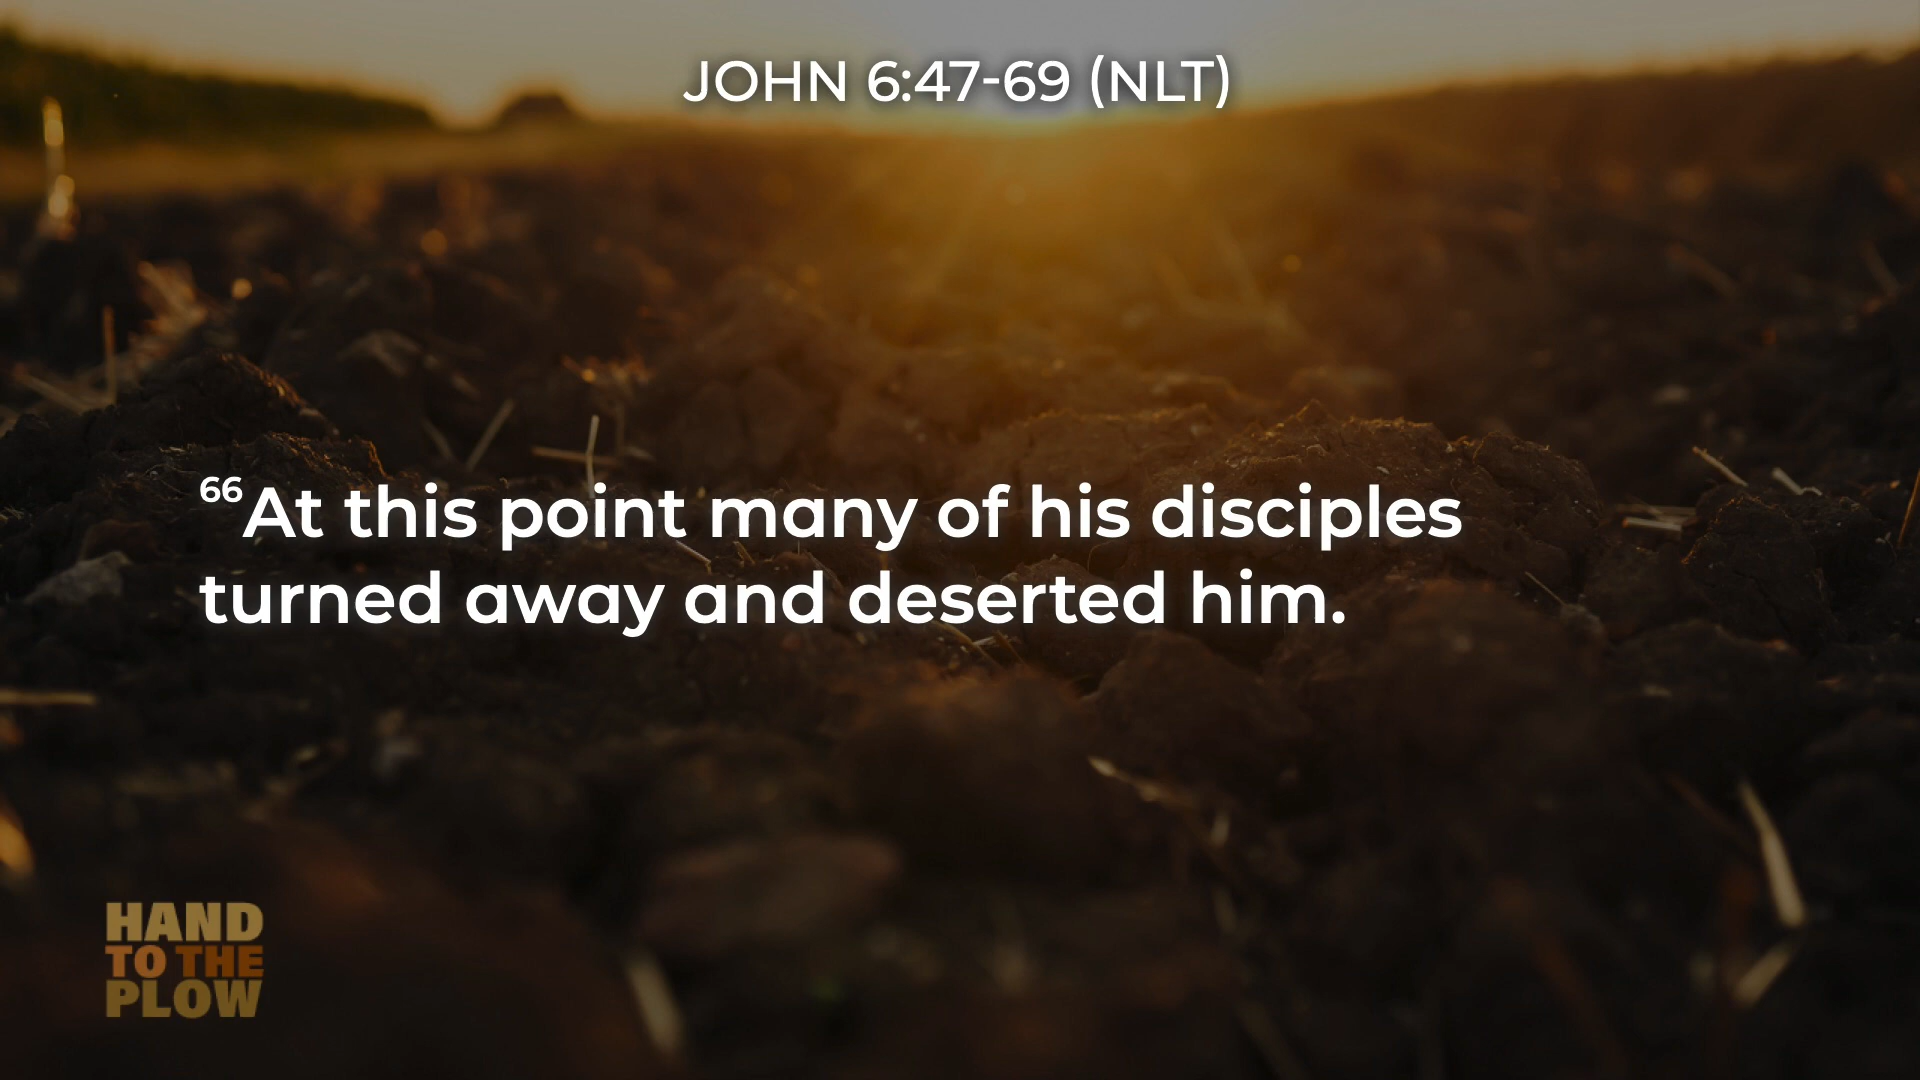 JOHN 6:47-69 (NLT)
66At this point many of his disciples
turned away and deserted him.
HAND
TO THE
PLOW